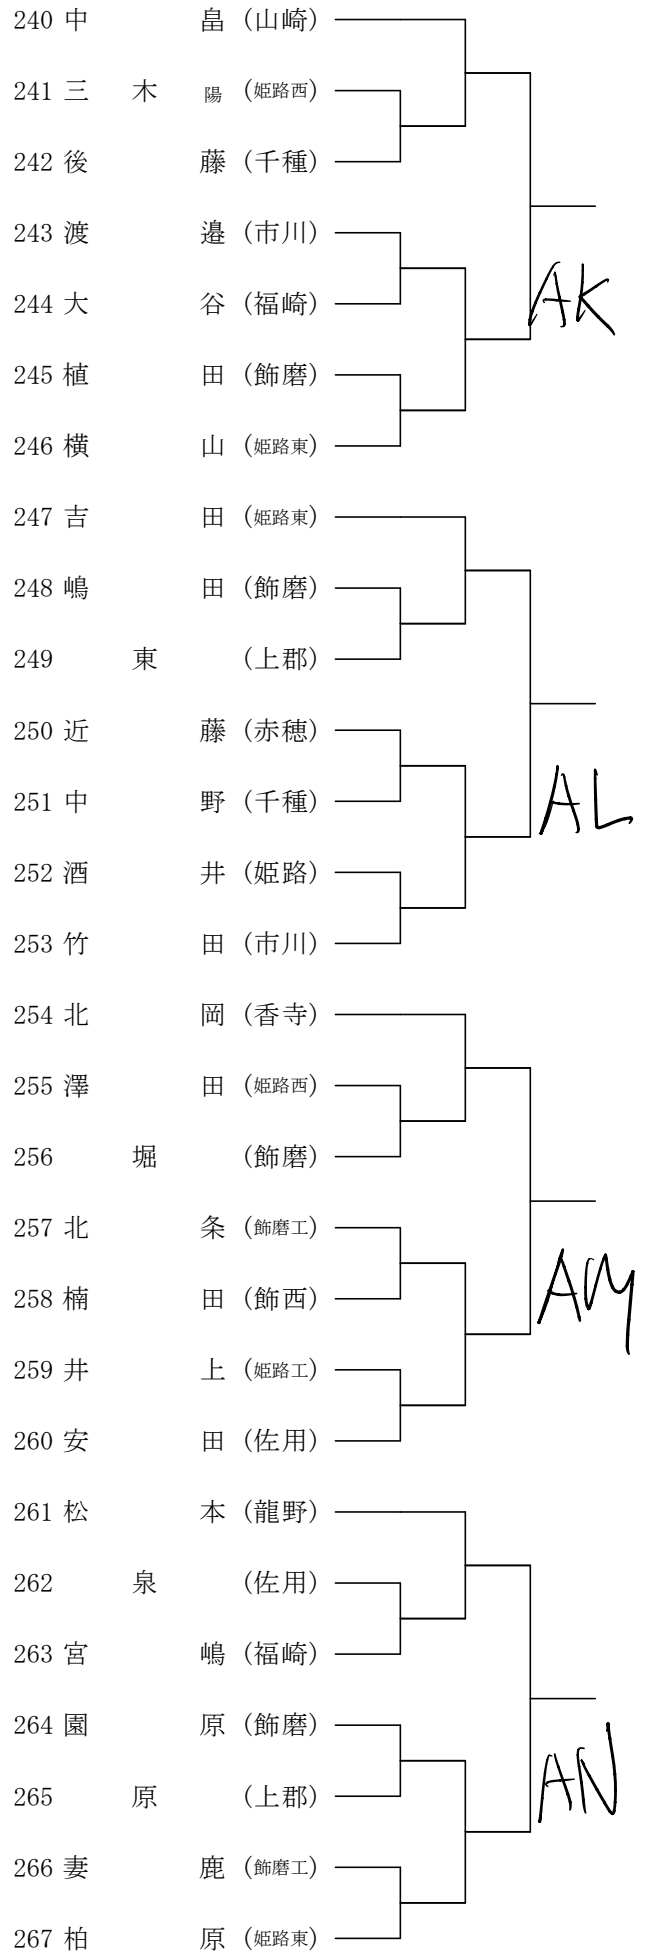 240 中 畠 (山崎)
241 三 木 陽 (姫路西)
242 後 藤 (千種)
243 渡 邉 (市川)
244 大 谷 (福崎)
AK
245 植 田 (飾磨)
246 横 山 (姫路東)
247 吉 田 (姫路東)
248 嶋 田 (飾磨)
249 東 (上郡)
250 近 藤 (赤穂)
251 中 野 (千種)
AL
252 酒 井 (姫路)
253 竹 田 (市川)
254 北 岡 (香寺)
255 澤 田 (姫路西)
256 堀 (飾磨)
257 北 条 (飾磨工)
258 楠 田 (飾西)
AM
259 井 上 (姫路工)
260 安 田 (佐用)
261 松 本 (龍野)
262 泉 (佐用)
263 宮 嶋 (福崎)
264 園 原 (飾磨)
265 原 (上郡)
AN
266 妻 鹿 (飾磨工)
267 柏 原 (姫路東)